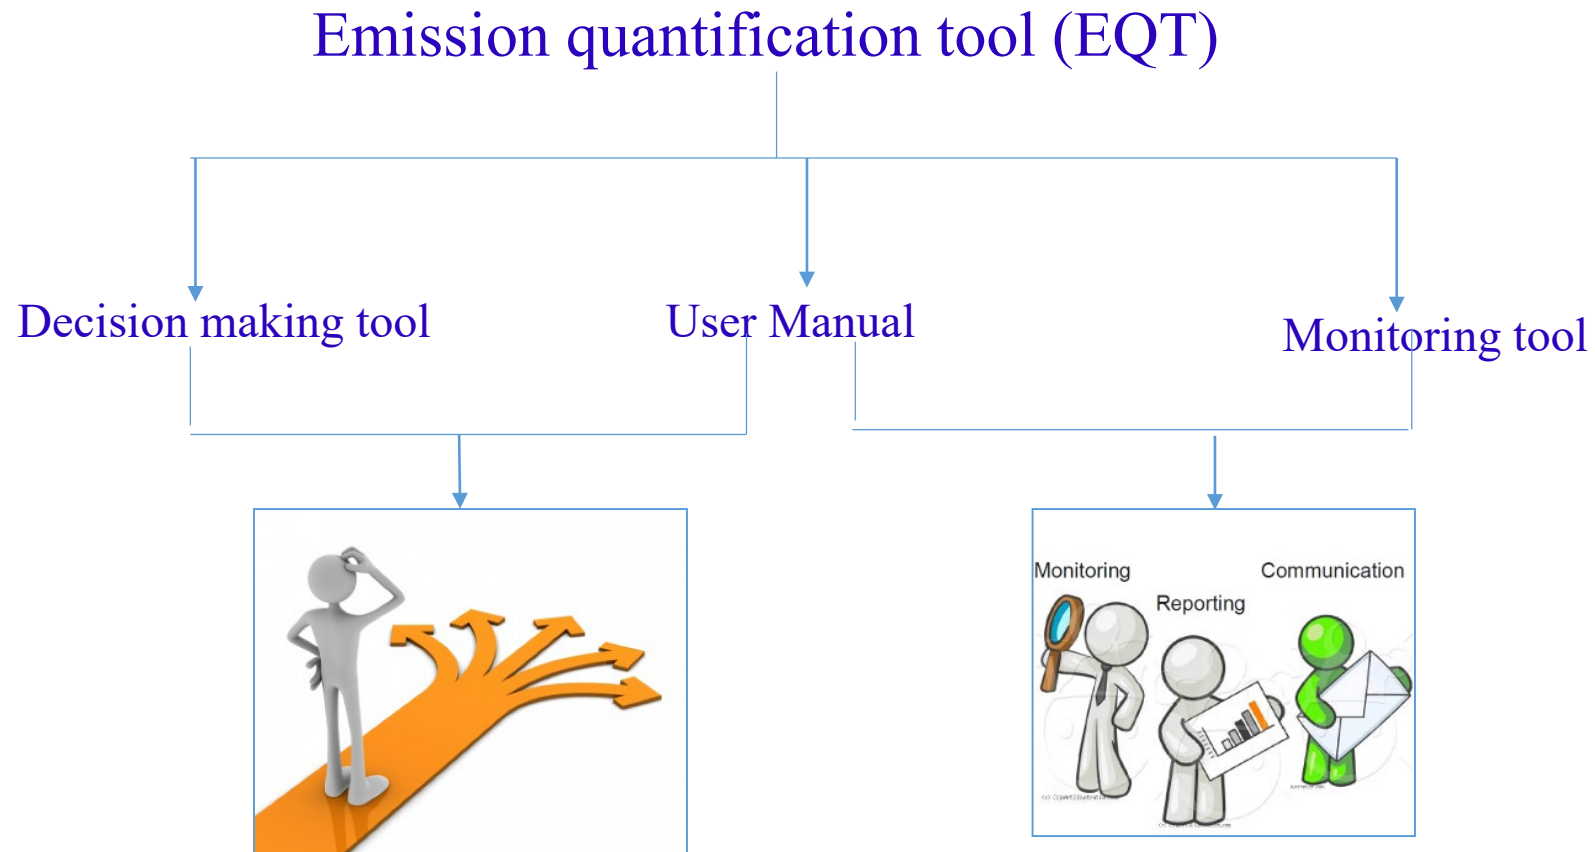 Emission quantification tool (EQT)
Decision making tool
User Manual
Monitoring tool
Monitoring
Communication
Reporting